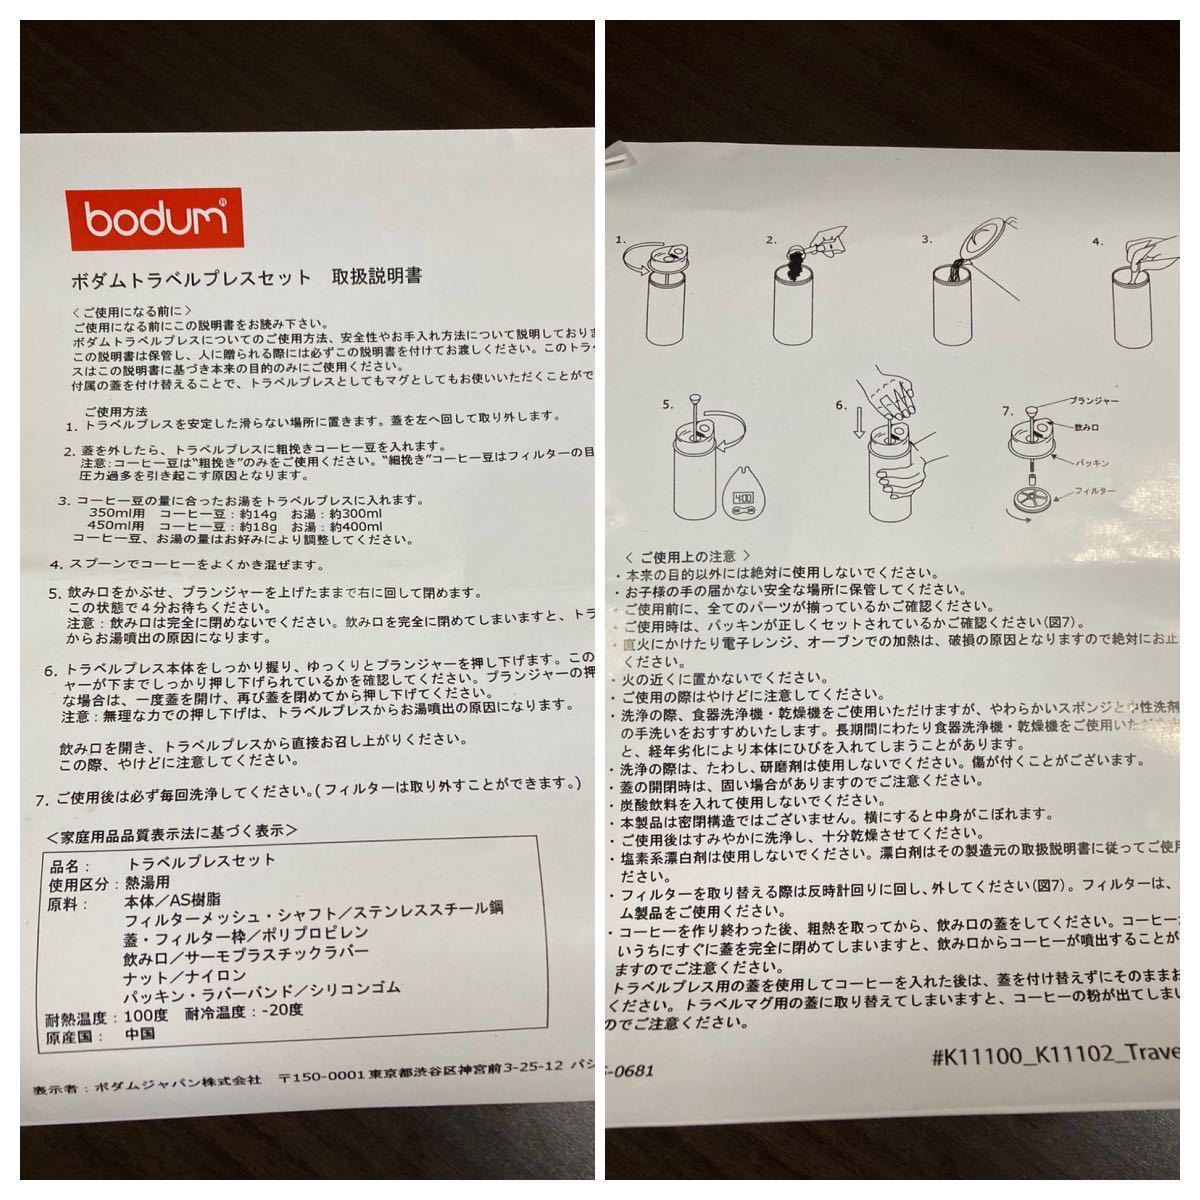 bodum®
ボダムトラベルプレスセット　取扱説明書
＜ご使用になる前に＞
ご使用になる前にこの説明書をお読み下さい。
ボダムトラベルプレスについてのご使用方法、安全性やお手入れ方法について説明しており
この説明書は保管し、人に贈られる際には必ずこの説明書を付けてお渡しください。このトラ
スはこの説明書に基づき本来の目的のみにご使用ください。
付属の蓋を付け替えることで、トラベルプレスとしてもマグとしてもお使いいただくことがで
ご使用方法
1. トラベルプレスを安定した滑らない場所に置きます。蓋を左へ回して取り外します。
2. 蓋を外したら、トラベルプレスに粗挽きコーヒー豆を入れます。
注意：コーヒー豆は“粗挽き”のみをご使用ください。“細挽き”コーヒー豆はフィルターの目
圧力過多を引き起こす原因となります。
3. コーヒー豆の量に合ったお湯をトラベルプレスに入れます。
350ml用　コーヒー豆：約14g　お湯：約300ml
450ml用　コーヒー豆：約18g　お湯：約400ml
コーヒー豆、お湯の量はお好みにより調整してください。
4. スプーンでコーヒーをよくかき混ぜます。
5. 飲み口をかぶせ、プランジャーを上げたままで右に回して閉めます。
この状態で４分お待ちください。
注意：飲み口は完全に閉めないでください。飲み口を完全に閉めてしまいますと、トラ
からお湯噴出の原因になります。
6. トラベルプレス本体をしっかり握り、ゆっくりとプランジャーを押し下げます。この
ャーが下までしっかり押し下げられているかを確認してください。プランジャーの押
な場合は、一度蓋を開け、再び蓋を閉めてから押し下げてください。
注意：無理な力での押し下げは、トラベルプレスからお湯噴出の原因になります。
飲み口を開き、トラベルプレスから直接お召し上がりください。
この際、やけどに注意してください。
7. ご使用後は必ず毎回洗浄してください。（フィルターは取り外すことができます。）
＜家庭用品品質表示法に基づく表示＞
品名：　トラベルプレスセット
使用区分：熱湯用
原料：　本体／AS樹脂
フィルターメッシュ・シャフト／ステンレススチール鋼
蓋・フィルター枠／ポリプロピレン
飲み口／サーモプラスチックラバー
ナット／ナイロン
パッキン・ラバーバンド／シリコンゴム
耐熱温度：100度　耐冷温度：-20度
原産国：　中国
表示者：ボダムジャパン株式会社　〒150-0001東京都渋谷区神宮前3-25-12 バシ
1.
2.
3.
4.
5.
4:00
6.
7.
プランジャー
飲み口
パッキン
フィルター
〈 ご使用上の注意 〉
・本来の目的以外には絶対に使用しないでください。
・お子様の手の届かない安全な場所に保管してください。
・ご使用前に、全てのパーツが揃っているかご確認ください。
・ご使用時は、パッキンが正しくセットされているかご確認ください（図7）。
・直火にかけたり電子レンジ、オーブンでの加熱は、破損の原因となりますので絶対にお止
ください。
・火の近くに置かないでください。
・ご使用の際はやけどに注意してください。
・洗浄の際、食器洗浄機・乾燥機をご使用いただけますが、やわらかいスポンジと中性洗剤
の手洗いをおすすめいたします。長期間にわたり食器洗浄機・乾燥機をご使用いただ
と、経年劣化により本体にひびを入れてしまうことがあります。
・洗浄の際は、たわし、研磨剤は使用しないでください。傷が付くことがございます。
・蓋の開閉時は、固い場合がありますのでご注意ください。
・炭酸飲料を入れて使用しないでください。
・本製品は密閉構造ではございません。横にすると中身がこぼれます。
・ご使用後はすみやかに洗浄し、十分乾燥させてください。
・塩素系漂白剤は使用しないでください。漂白剤はその製造元の取扱説明書に従ってご使用
ださい。
・フィルターを取り替える際は反時計回りに回し、外してください（図7）。フィルターは、
ム製品をご使用ください。
・コーヒーを作り終わった後、粗熱を取ってから、飲み口の蓋をしてください。コーヒー
いうちにすぐに蓋を完全に閉めてしまいますと、飲み口からコーヒーが噴出することが
ますのでご注意ください。
トラベルプレス用の蓋を使用してコーヒーを入れた後は、蓋を付け替えずにそのままお
ください。トラベルマグ用の蓋に取り替えてしまいますと、コーヒーの粉が出てしまい
のでご注意ください。
#K11100_K11102_Trave
-0681